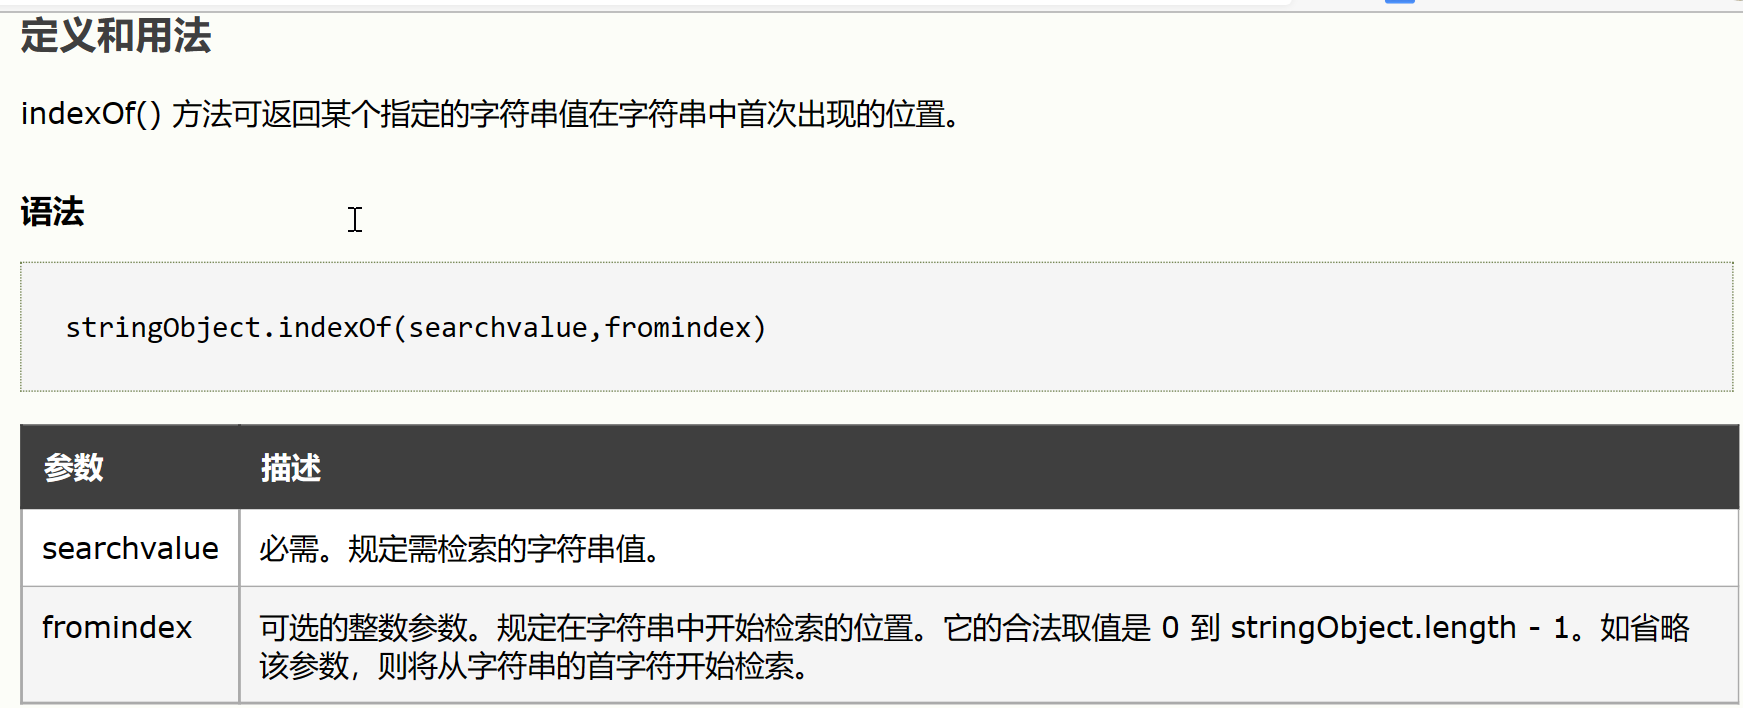 定义和用法
indexOf() 方法可返回某个指定的字符串值在字符串中首次出现的位置。
语法
stringObject.indexOf(searchvalue,fromindex)
参数 描述
searchvalue 必需。规定需检索的字符串值。
fromindex 可选的整数参数。规定在字符串中开始检索的位置。它的合法取值是 0 到 stringObject.length - 1。如省略
该参数，则将从字符串的首字符开始检索。